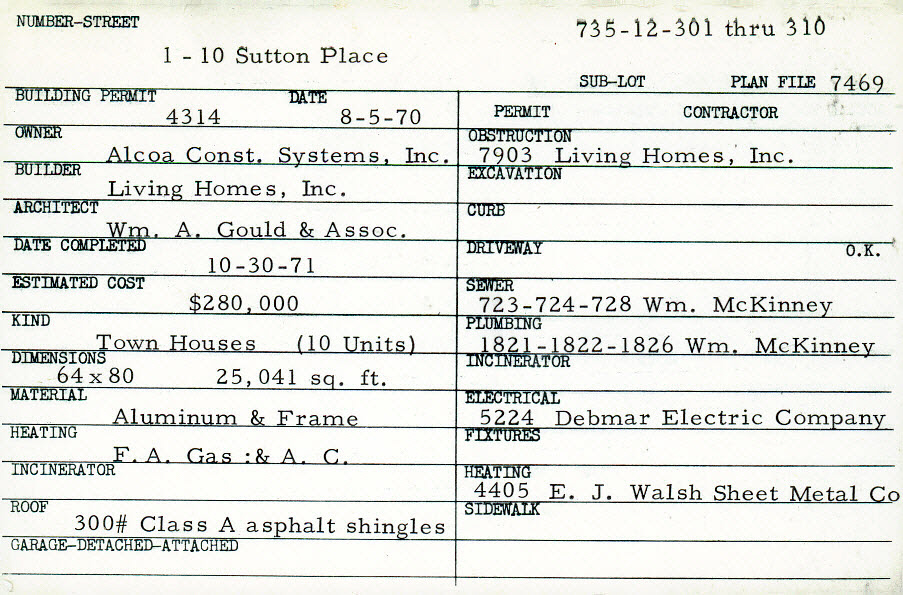 NUMBER-STREET
735-12-301 thru 310
1 - 10 Sutton Place
SUB-LOT PLAN FILE 7469
BUILDING PERMIT DATE
4314 8-5-70
OWNER
Alcoa Const. Systems, Inc.
BUILDER
Living Homes, Inc.
ARCHITECT
Wm. A. Gould & Assoc.
DATE COMPLETED
10-30-71
ESTIMATED COST
$280,000
KIND
Town Houses (10 Units)
DIMENSIONS
64 x 80 25,041 sq. ft.
MATERIAL
Aluminum & Frame
HEATING
F. A. Gas :& A. C.
INCINERATOR
ROOF
300# Class A asphalt shingles
GARAGE-DETACHED-ATTACHED
PERMIT CONTRACTOR
OBSTRUCTION
7903 Living Homes, Inc.
EXCAVATION
CURB
DRIVEWAY O.K.
SEWER
723-724-728 Wm. McKinney
PLUMBING
1821-1822-1826 Wm. McKinney
INCINERATOR
ELECTRICAL
5224 Debmar Electric Company
FIXTURES
HEATING
4405 E. J. Walsh Sheet Metal Co
SIDEWALK